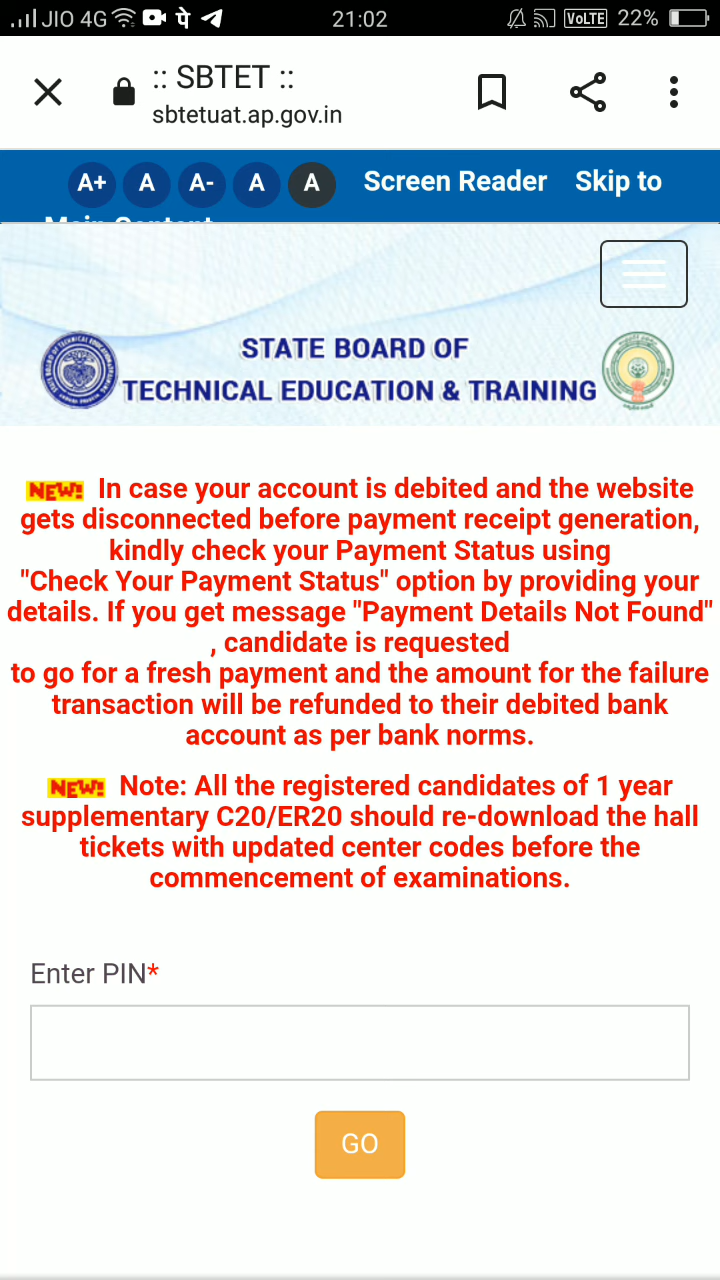 JIO 4G पे 21:02 VoLTE 22%
:: SBTET ::
sbtetuat.ap.gov.in
A+ A A- A A Screen Reader Skip to
Main Content
STATE BOARD OF
TECHNICAL EDUCATION & TRAINING
NEW! In case your account is debited and the website
gets disconnected before payment receipt generation,
kindly check your Payment Status using
"Check Your Payment Status" option by providing your
details. If you get message "Payment Details Not Found"
, candidate is requested
to go for a fresh payment and the amount for the failure
transaction will be refunded to their debited bank
account as per bank norms.
NEW! Note: All the registered candidates of 1 year
supplementary C20/ER20 should re-download the hall
tickets with updated center codes before the
commencement of examinations.
Enter PIN*
GO